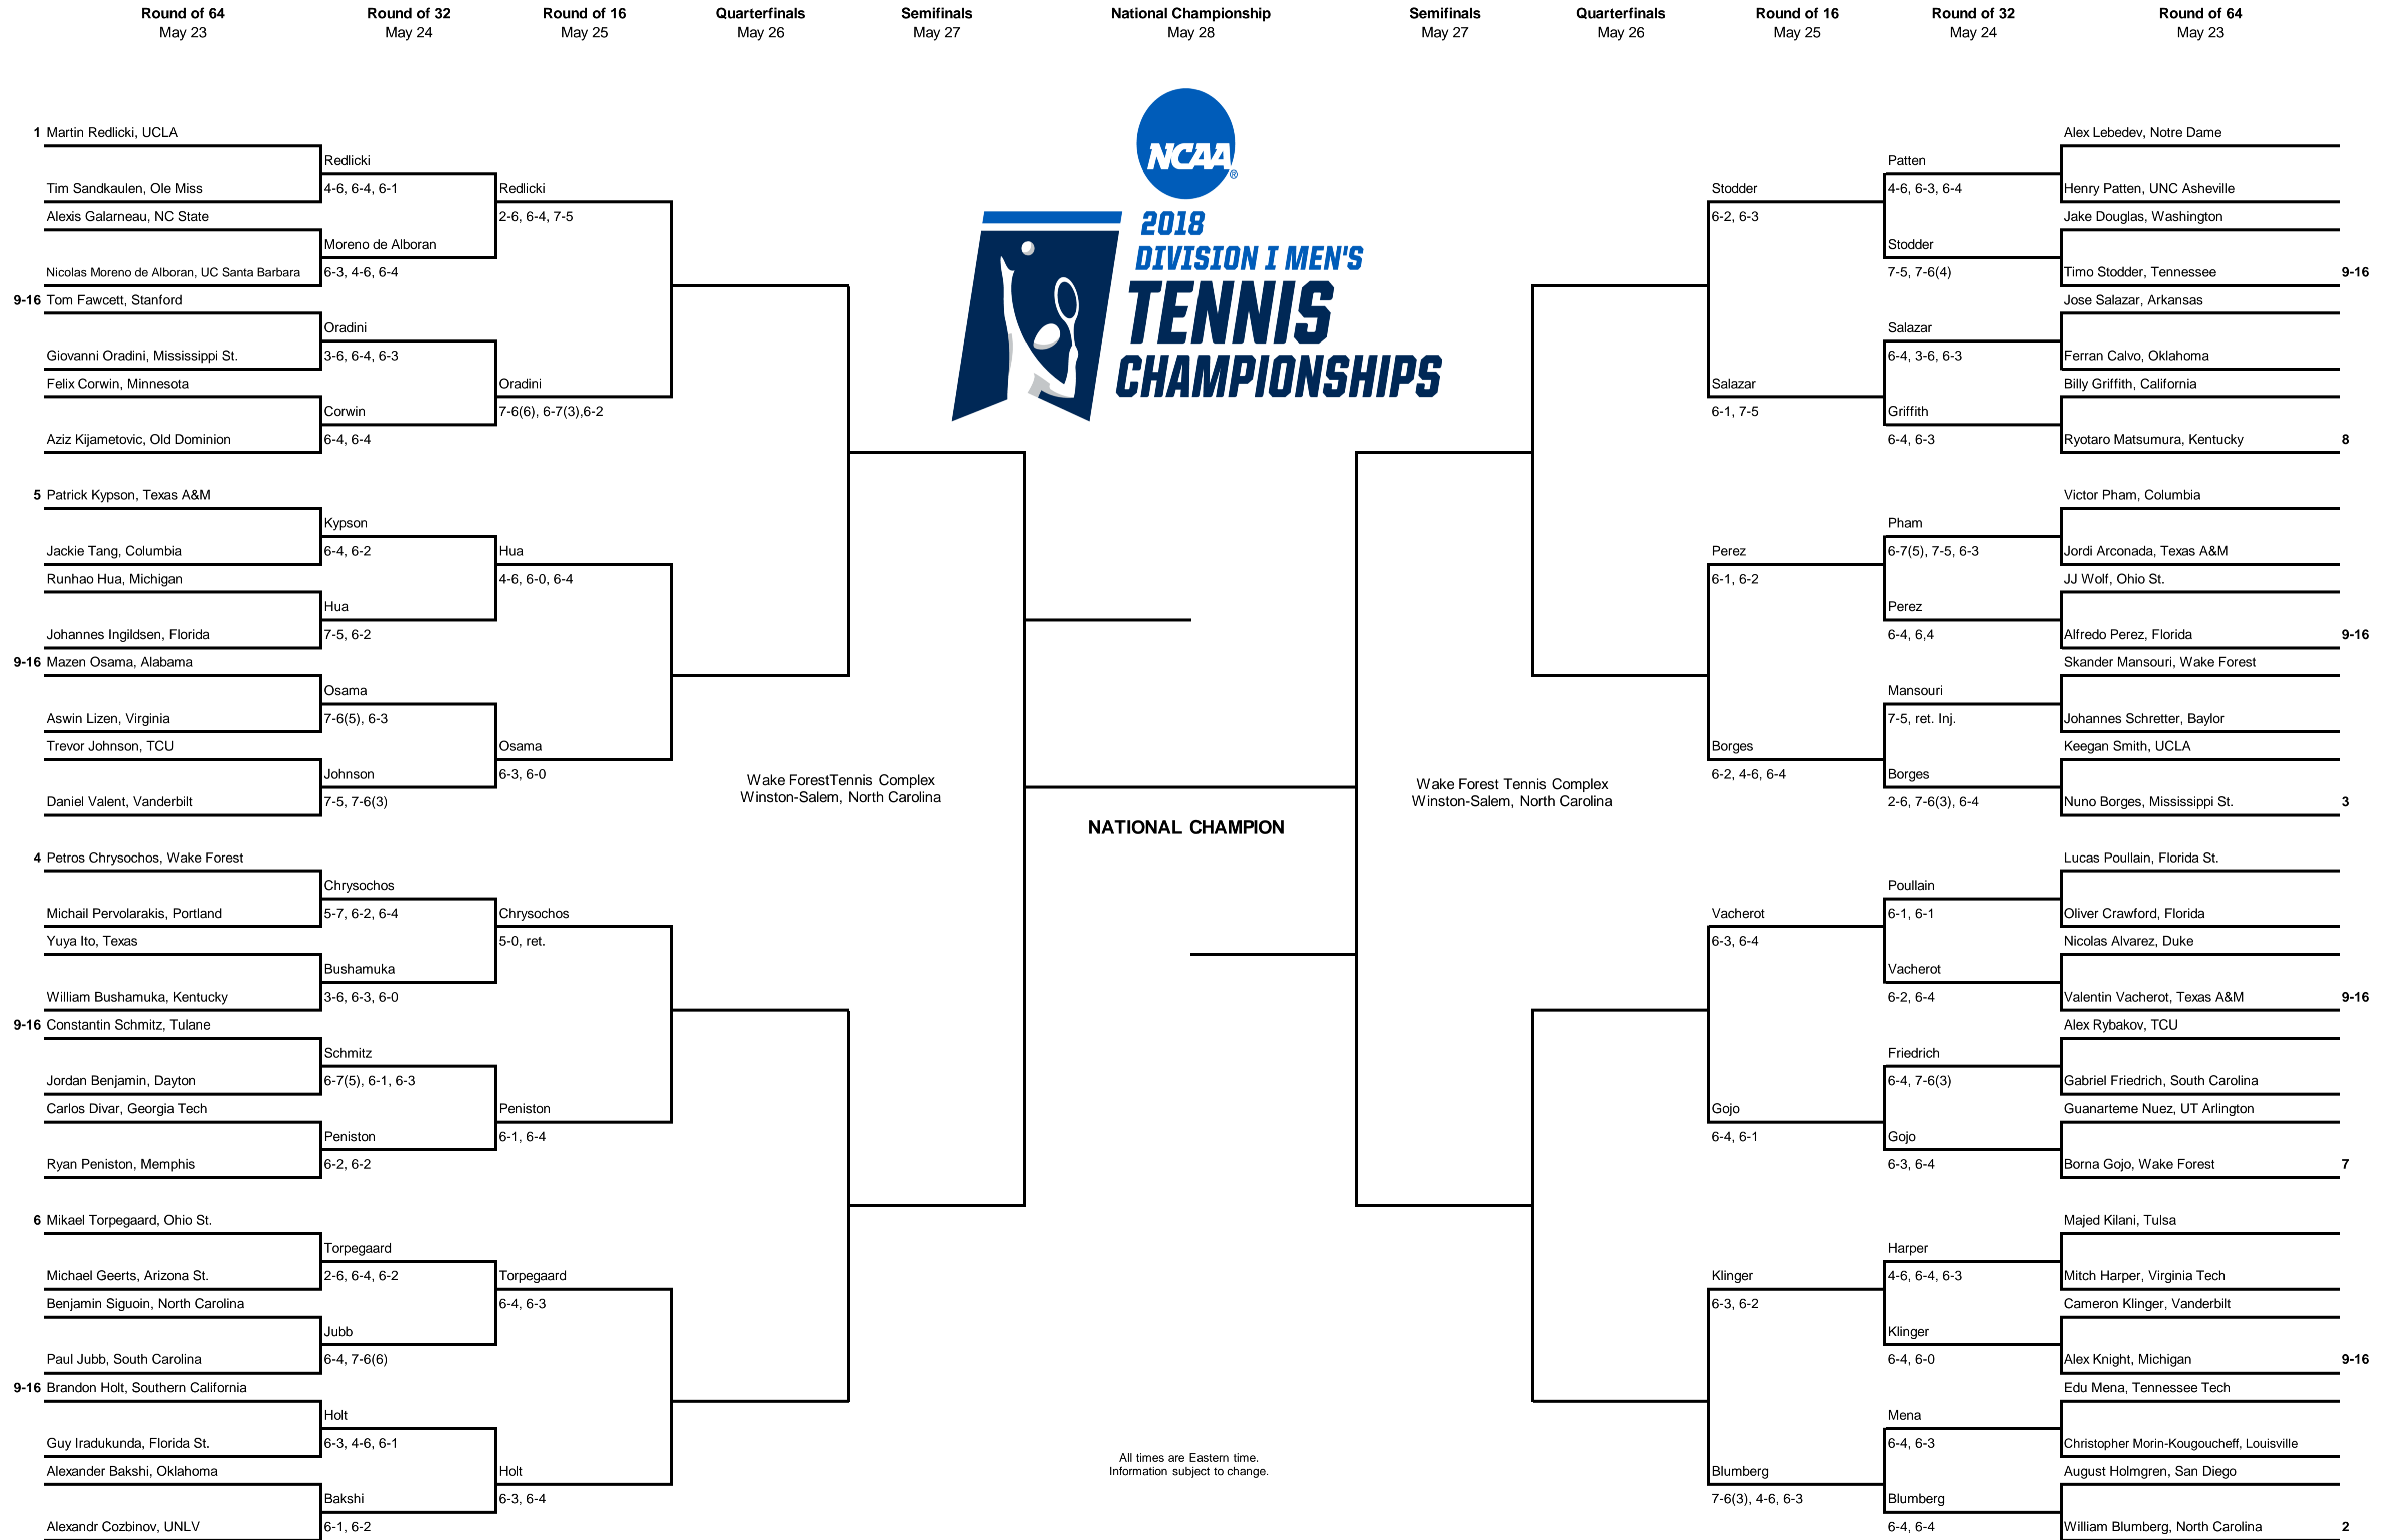 Round of 64
May 23
Round of 32
May 24
Round of 16
May 25
Quarterfinals
May 26
Semifinals
May 27
National Championship
May 28
Semifinals
May 27
Quarterfinals
May 26
Round of 16
May 25
Round of 32
May 24
Round of 64
May 23
NCAA®
2018
DIVISION I MEN'S
TENNIS
CHAMPIONSHIPS
1 Martin Redlicki, UCLA
Tim Sandkaulen, Ole Miss
Alexis Galarneau, NC State
Nicolas Moreno de Alboran, UC Santa Barbara
9-16 Tom Fawcett, Stanford
Giovanni Oradini, Mississippi St.
Felix Corwin, Minnesota
Aziz Kijametovic, Old Dominion
5 Patrick Kypson, Texas A&M
Jackie Tang, Columbia
Runhao Hua, Michigan
Johannes Ingildsen, Florida
9-16 Mazen Osama, Alabama
Aswin Lizen, Virginia
Trevor Johnson, TCU
Daniel Valent, Vanderbilt
4 Petros Chrysochos, Wake Forest
Michail Pervolarakis, Portland
Yuya Ito, Texas
William Bushamuka, Kentucky
9-16 Constantin Schmitz, Tulane
Jordan Benjamin, Dayton
Carlos Divar, Georgia Tech
Ryan Peniston, Memphis
6 Mikael Torpegaard, Ohio St.
Michael Geerts, Arizona St.
Benjamin Siguoin, North Carolina
Paul Jubb, South Carolina
9-16 Brandon Holt, Southern California
Guy Iradukunda, Florida St.
Alexander Bakshi, Oklahoma
Alexandr Cozbinov, UNLV
Redlicki
4-6, 6-4, 6-1
Moreno de Alboran
6-3, 4-6, 6-4
Oradini
3-6, 6-4, 6-3
Corwin
6-4, 6-4
Kypson
6-4, 6-2
Hua
7-5, 6-2
Osama
7-6(5), 6-3
Johnson
7-5, 7-6(3)
Chrysochos
5-7, 6-2, 6-4
Bushamuka
3-6, 6-3, 6-0
Schmitz
6-7(5), 6-1, 6-3
Peniston
6-2, 6-2
Torpegaard
2-6, 6-4, 6-2
Jubb
6-4, 7-6(6)
Holt
6-3, 4-6, 6-1
Bakshi
6-1, 6-2
Redlicki
2-6, 6-4, 7-5
Oradini
7-6(6), 6-7(3),6-2
Hua
4-6, 6-0, 6-4
Osama
6-3, 6-0
Chrysochos
5-0, ret.
Peniston
6-1, 6-4
Torpegaard
6-4, 6-3
Holt
6-3, 6-4
Wake ForestTennis Complex
Winston-Salem, North Carolina
NATIONAL CHAMPION
All times are Eastern time.
Information subject to change.
Wake Forest Tennis Complex
Winston-Salem, North Carolina
Stodder
6-2, 6-3
Salazar
6-1, 7-5
Perez
6-1, 6-2
Borges
6-2, 4-6, 6-4
Vacherot
6-3, 6-4
Gojo
6-4, 6-1
Klinger
6-3, 6-2
Blumberg
7-6(3), 4-6, 6-3
Patten
4-6, 6-3, 6-4
Stodder
7-5, 7-6(4)
Salazar
6-4, 3-6, 6-3
Griffith
6-4, 6-3
Pham
6-7(5), 7-5, 6-3
Perez
6-4, 6,4
Mansouri
7-5, ret. Inj.
Borges
2-6, 7-6(3), 6-4
Poullain
6-1, 6-1
Vacherot
6-2, 6-4
Friedrich
6-4, 7-6(3)
Gojo
6-3, 6-4
Harper
4-6, 6-4, 6-3
Klinger
6-4, 6-0
Mena
6-4, 6-3
Blumberg
6-4, 6-4
Alex Lebedev, Notre Dame
Henry Patten, UNC Asheville
Jake Douglas, Washington
Timo Stodder, Tennessee 9-16
Jose Salazar, Arkansas
Ferran Calvo, Oklahoma
Billy Griffith, California
Ryotaro Matsumura, Kentucky 8
Victor Pham, Columbia
Jordi Arconada, Texas A&M
JJ Wolf, Ohio St.
Alfredo Perez, Florida 9-16
Skander Mansouri, Wake Forest
Johannes Schretter, Baylor
Keegan Smith, UCLA
Nuno Borges, Mississippi St. 3
Lucas Poullain, Florida St.
Oliver Crawford, Florida
Nicolas Alvarez, Duke
Valentin Vacherot, Texas A&M 9-16
Alex Rybakov, TCU
Gabriel Friedrich, South Carolina
Guanarteme Nuez, UT Arlington
Borna Gojo, Wake Forest 7
Majed Kilani, Tulsa
Mitch Harper, Virginia Tech
Cameron Klinger, Vanderbilt
Alex Knight, Michigan 9-16
Edu Mena, Tennessee Tech
Christopher Morin-Kougoucheff, Louisville
August Holmgren, San Diego
William Blumberg, North Carolina 2